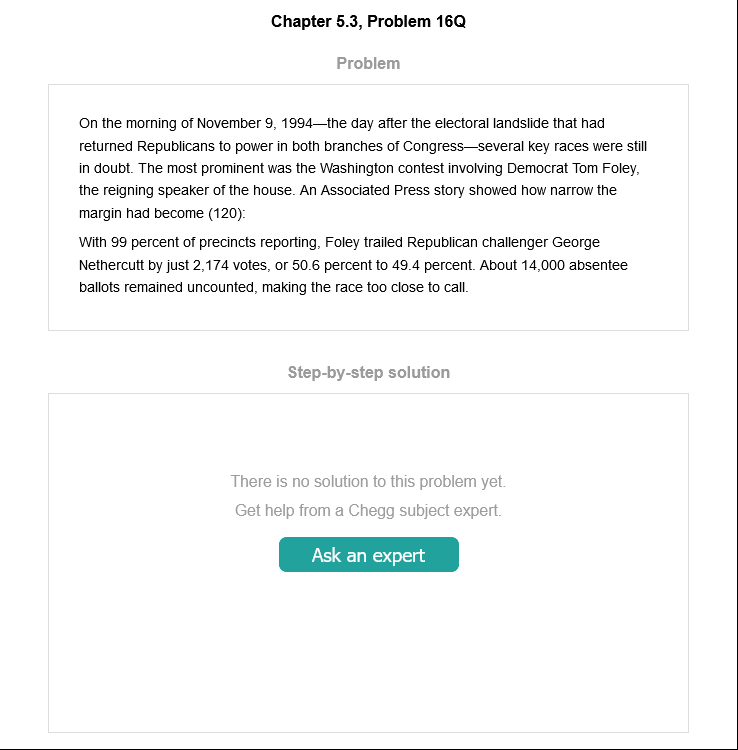 Chapter 5.3, Problem 16Q
Problem
On the morning of November 9, 1994—the day after the electoral landslide that had
returned Republicans to power in both branches of Congress—several key races were still
in doubt. The most prominent was the Washington contest involving Democrat Tom Foley,
the reigning speaker of the house. An Associated Press story showed how narrow the
margin had become (120):
With 99 percent of precincts reporting, Foley trailed Republican challenger George
Nethercutt by just 2,174 votes, or 50.6 percent to 49.4 percent. About 14,000 absentee
ballots remained uncounted, making the race too close to call.
Step-by-step solution
There is no solution to this problem yet.
Get help from a Chegg subject expert.
Ask an expert